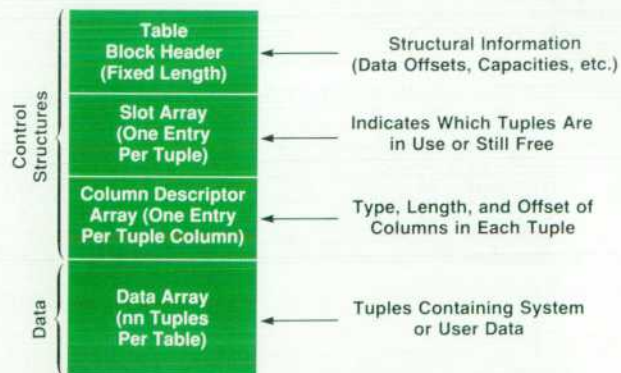 Table
Block Header
(Fixed Length)
Structural Information
(Data Offsets, Capacities, etc.)
Control
Structures
Slot Array
(One Entry
Per Tuple)
Indicates Which Tuples Are
in Use or Still Free
Column Descriptor
Array (One Entry
Per Tuple Column)
Type, Length, and Offset of
Columns in Each Tuple
Data
Data Array
(nn Tuples
Per Table)
Tuples Containing System
or User Data